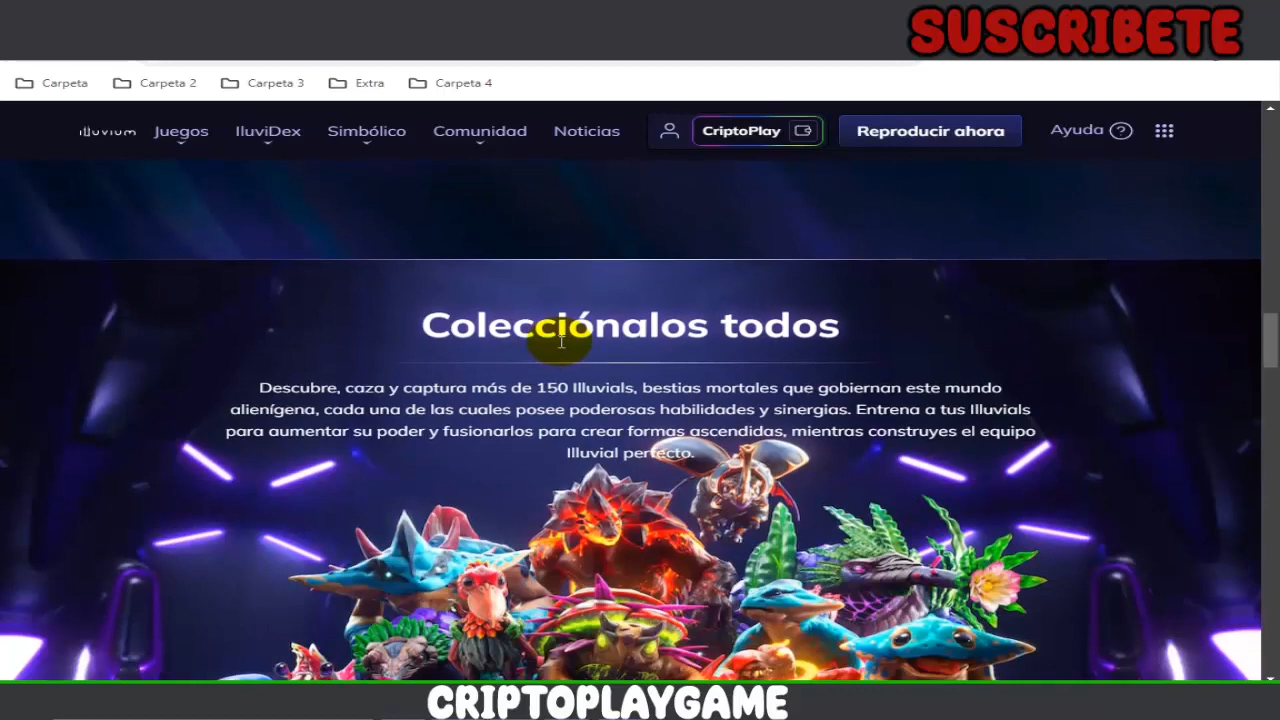 SUSCRIBETE
Carpeta Carpeta 2 Carpeta 3 Extra Carpeta 4
illuvium Juegos IluviDex Simbólico Comunidad Noticias CriptoPlay Reproducir ahora Ayuda ?
Colecciónalos todos
Descubre, caza y captura más de 150 Illuvials, bestias mortales que gobiernan este mundo
alienígena, cada una de las cuales posee poderosas habilidades y sinergias. Entrena a tus Illuvials
para aumentar su poder y fusionarlos para crear formas ascendidas, mientras construyes el equipo
Illuvial perfecto.
CRIPTOPLAYGAME